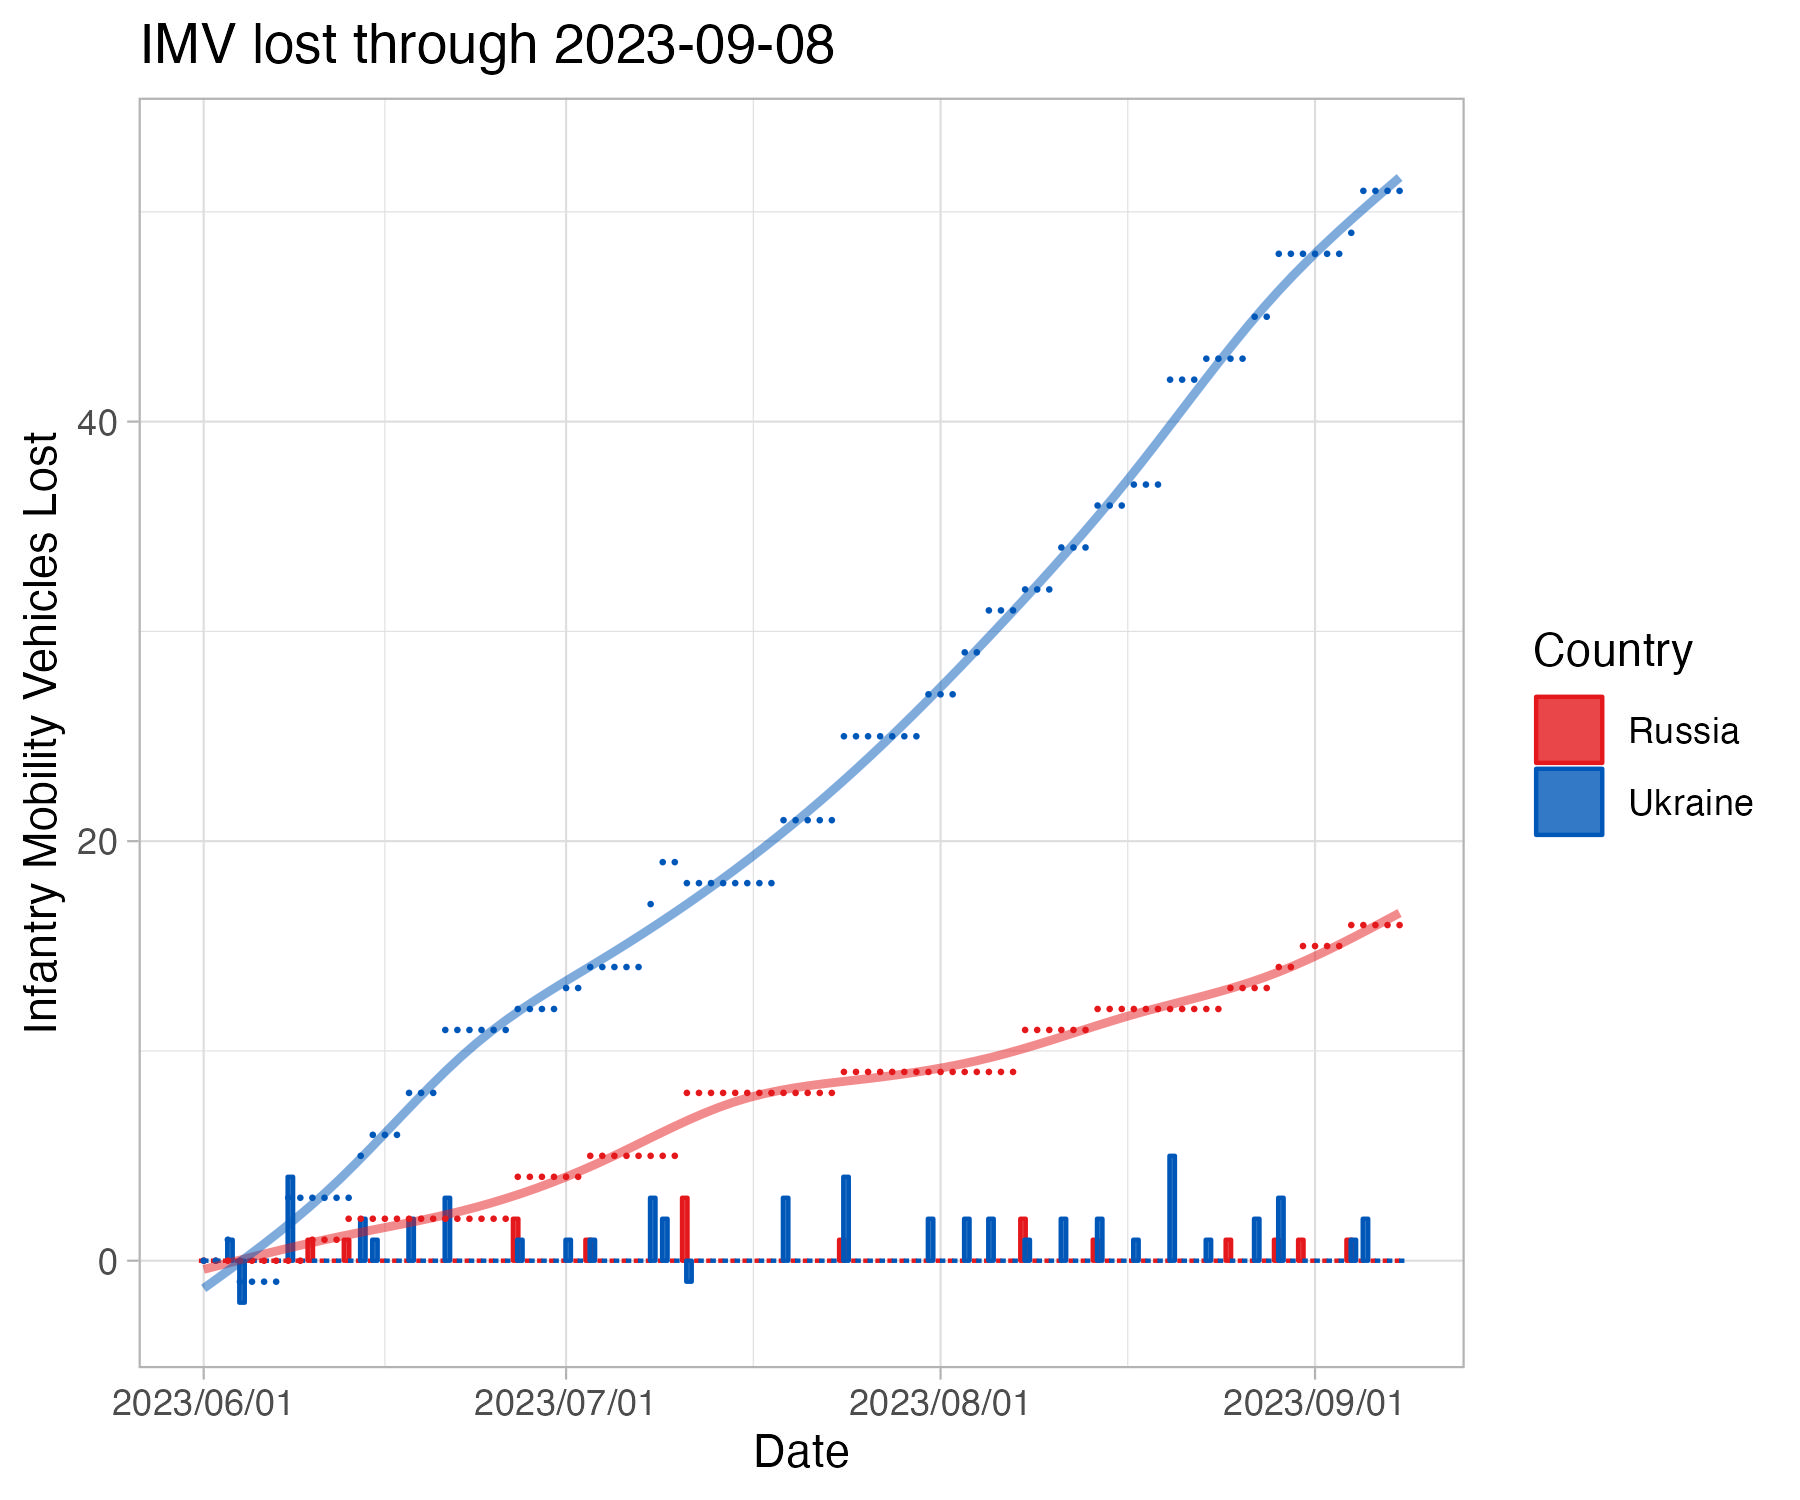 IMV lost through 2023-09-08
Infantry Mobility Vehicles Lost
40
20
0
2023/06/01
2023/07/01
2023/08/01
2023/09/01
Date
Country
Russia
Ukraine